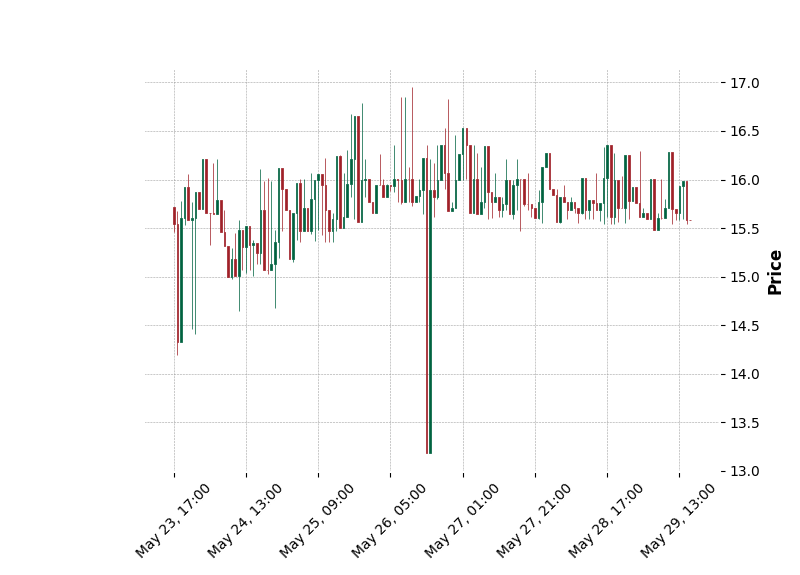 17.0
16.5
16.0
15.5
15.0
14.5
14.0
13.5
13.0
Price
May 23, 17:00
May 24, 13:00
May 25, 09:00
May 26, 05:00
May 27, 01:00
May 27, 21:00
May 28, 17:00
May 29, 13:00